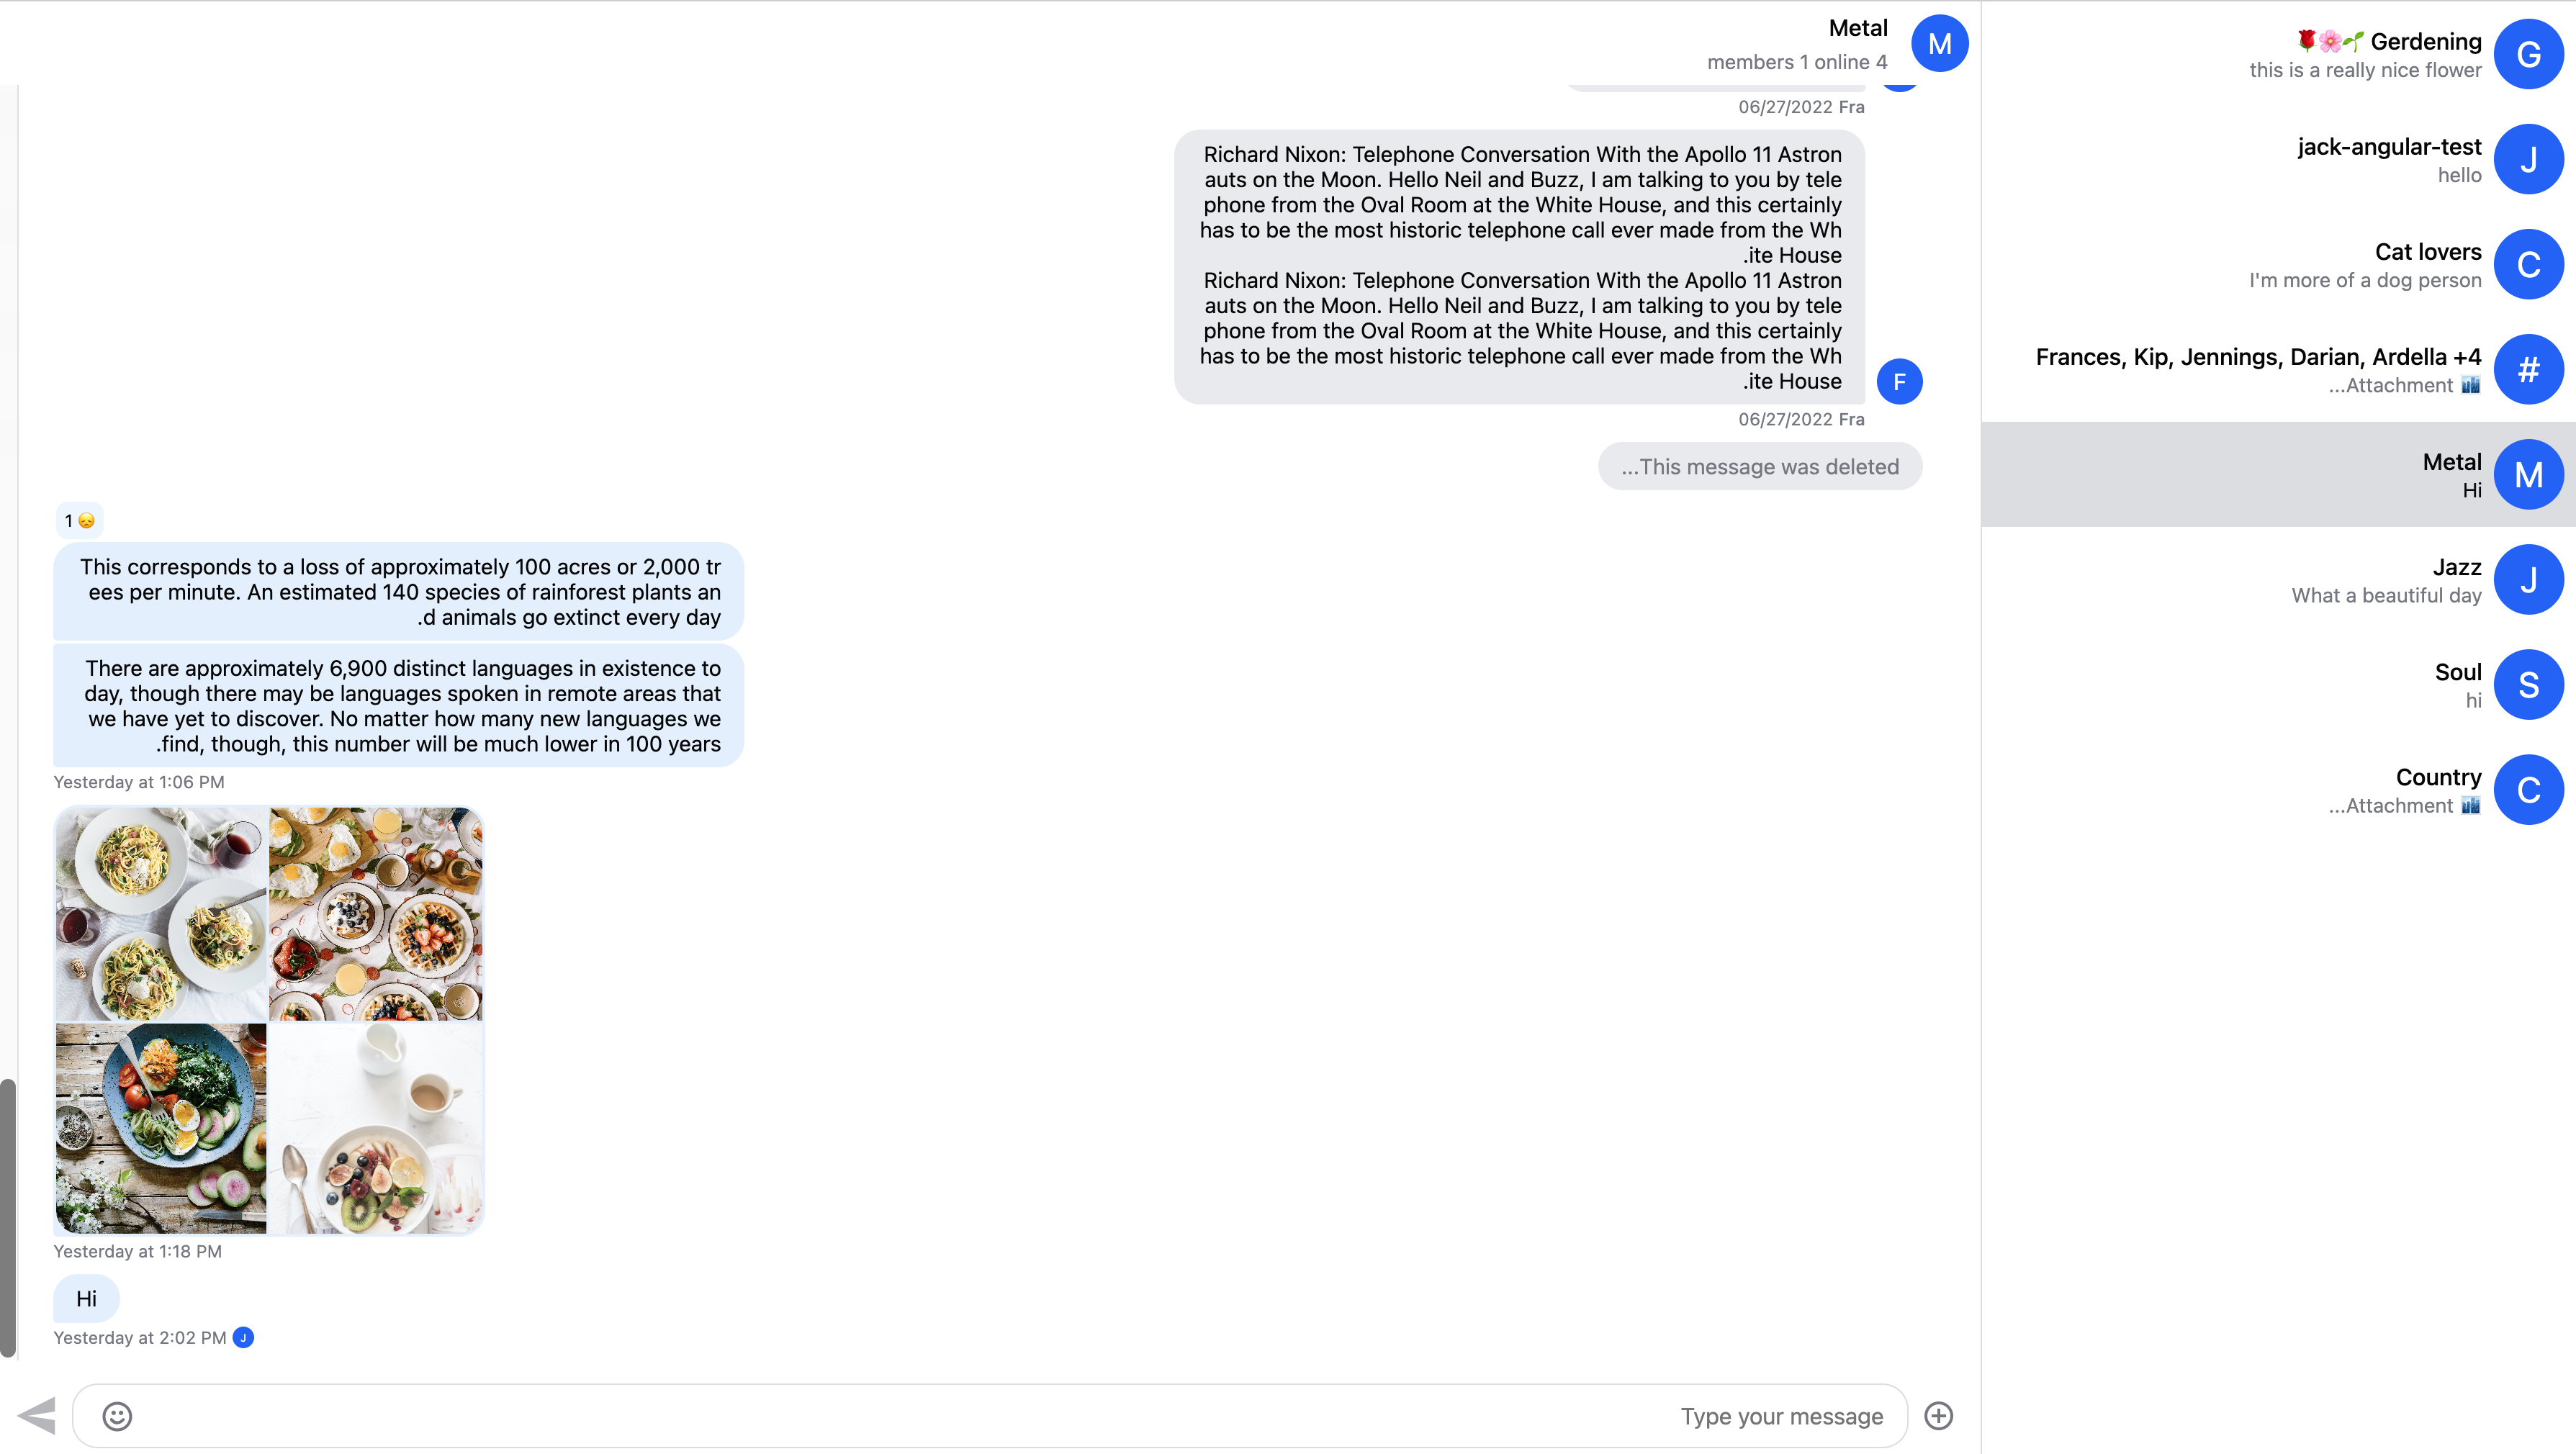 Metal
members 1 online 4
M
06/27/2022 Fra
Richard Nixon: Telephone Conversation With the Apollo 11 Astron
auts on the Moon. Hello Neil and Buzz, I am talking to you by tele
phone from the Oval Room at the White House, and this certainly
has to be the most historic telephone call ever made from the Wh
.ite House
Richard Nixon: Telephone Conversation With the Apollo 11 Astron
auts on the Moon. Hello Neil and Buzz, I am talking to you by tele
phone from the Oval Room at the White House, and this certainly
has to be the most historic telephone call ever made from the Wh
.ite House
F
06/27/2022 Fra
...This message was deleted
1 😞
This corresponds to a loss of approximately 100 acres or 2,000 tr
ees per minute. An estimated 140 species of rainforest plants an
.d animals go extinct every day
There are approximately 6,900 distinct languages in existence to
day, though there may be languages spoken in remote areas that
we have yet to discover. No matter how many new languages we
.find, though, this number will be much lower in 100 years
Yesterday at 1:06 PM
Yesterday at 1:18 PM
Hi
Yesterday at 2:02 PM J
Type your message
🌹🌸🌱 Gerdening
this is a really nice flower
G
jack-angular-test
hello
J
Cat lovers
I'm more of a dog person
C
Frances, Kip, Jennings, Darian, Ardella +4
...Attachment 🏙
#
Metal
Hi
M
Jazz
What a beautiful day
J
Soul
hi
S
Country
...Attachment 🏙
C